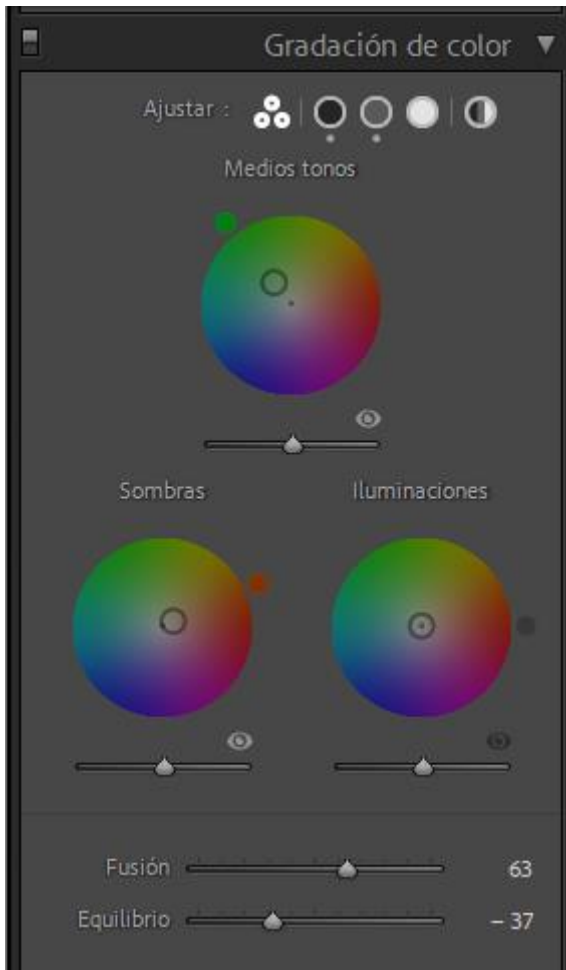 Gradación de color
Ajustar :
Medios tonos
Sombras
Iluminaciones
Fusión 63
Equilibrio – 37